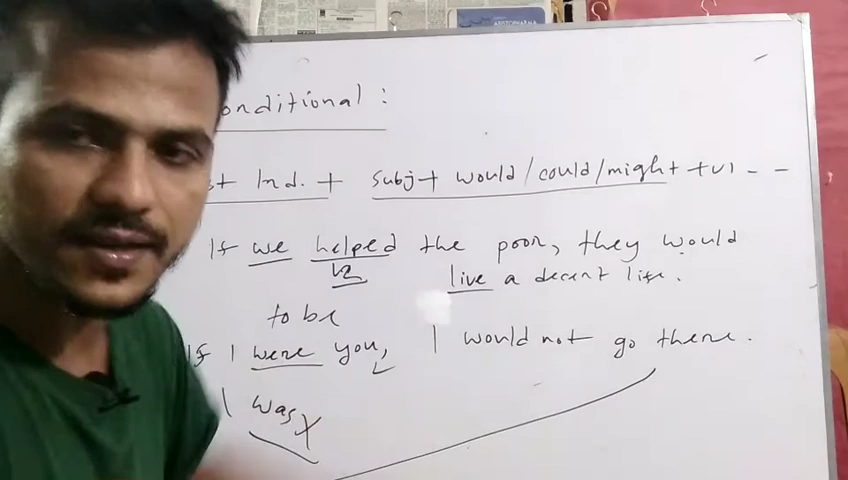 onditional :
st Ind. + Subj + would/could/might + v1 - -
If we helped the poor, they would
v2
live a decent life.
to be
If I were you, I would not go there.
I was x